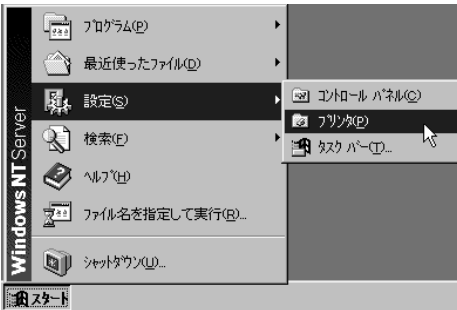 ﾌﾟﾛｸﾞﾗﾑ(P)
最近使ったﾌｧｲﾙ(D)
設定(S)
検索(F)
ﾍﾙﾌﾟ(H)
ﾌｧｲﾙ名を指定して実行(R)...
ｼｬｯﾄﾀﾞｳﾝ(U)...
ｺﾝﾄﾛｰﾙ ﾊﾟﾈﾙ(C)
ﾌﾟﾘﾝﾀ(P)
ﾀｽｸ ﾊﾞｰ(T)...
Windows NT Server
ｽﾀｰﾄ